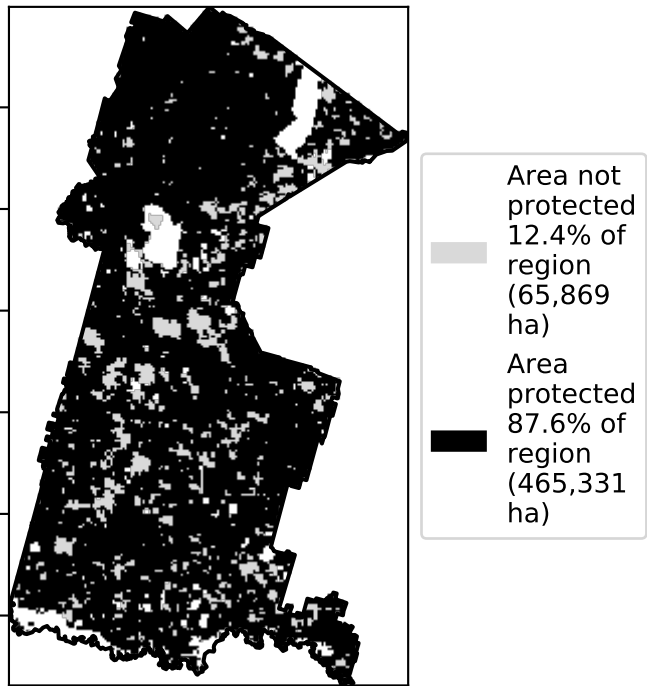 Area not
protected
12.4% of
region
(65,869
ha)
Area
protected
87.6% of
region
(465,331
ha)